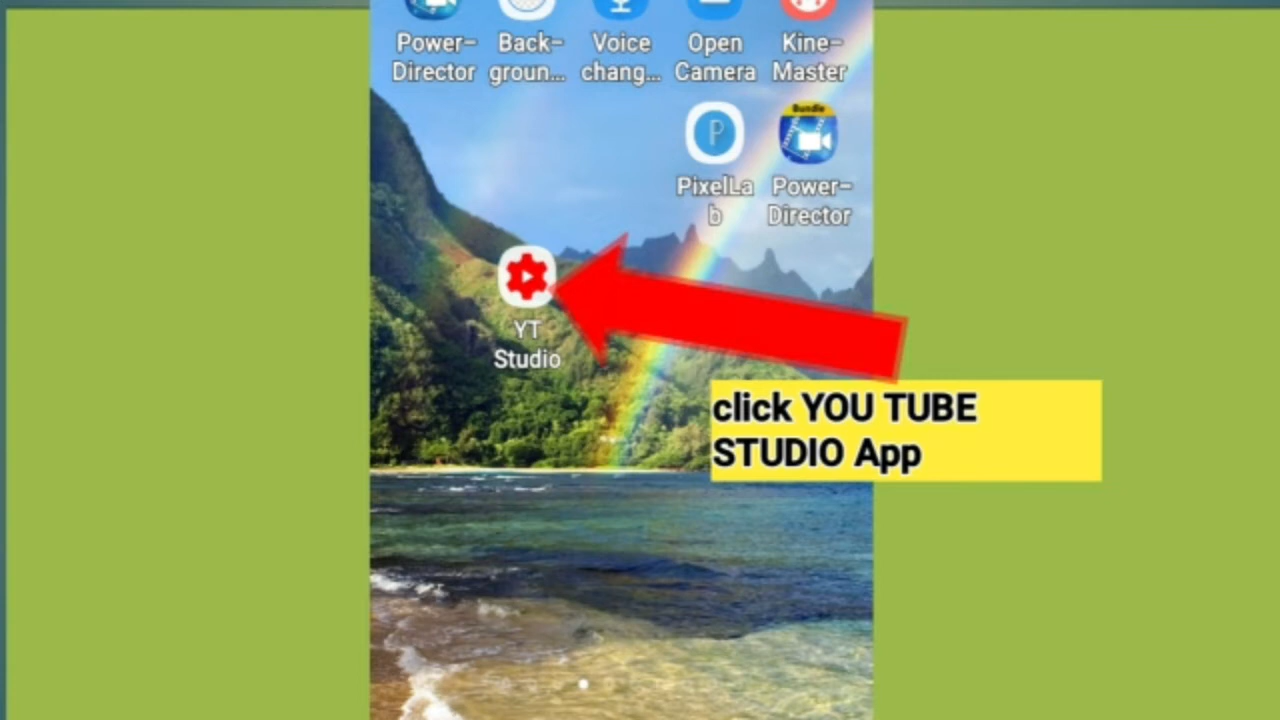 Power- Back- Voice Open Kine-
Director groun... chang... Camera Master
Bundle
P
PixelLa Power-
b Director
YT
Studio
click YOU TUBE
STUDIO App